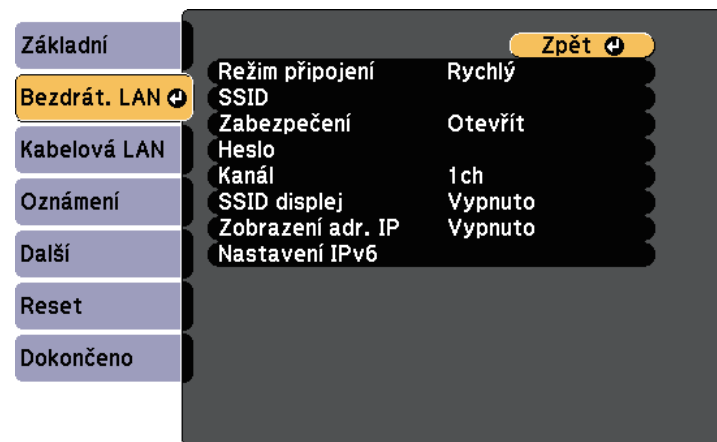 Základní
Bezdrát. LAN
Kabelová LAN
Oznámení
Další
Reset
Dokončeno
Zpět
Režim připojení Rychlý
SSID
Zabezpečení Otevřít
Heslo
Kanál 1ch
SSID displej Vypnuto
Zobrazení adr. IP Vypnuto
Nastavení IPv6